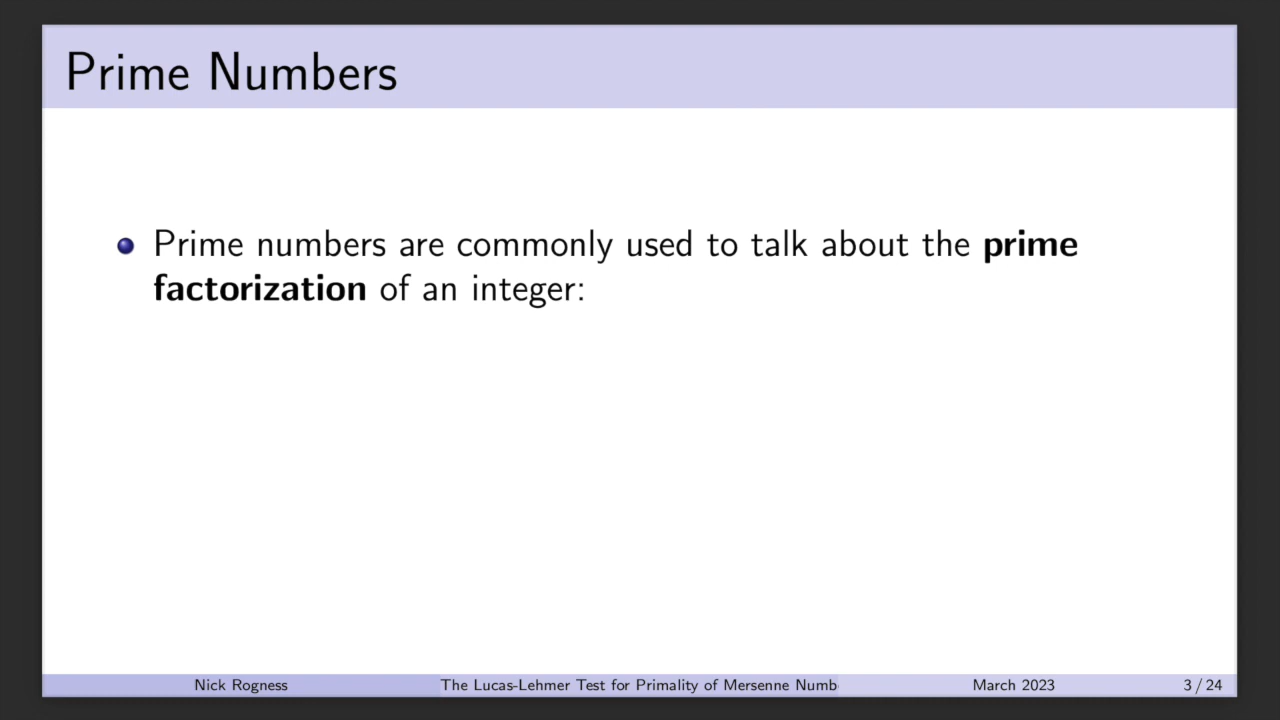 Prime Numbers
Prime numbers are commonly used to talk about the prime
factorization of an integer:
Nick Rogness
The Lucas-Lehmer Test for Primality of Mersenne Numb
March 2023
3 / 24